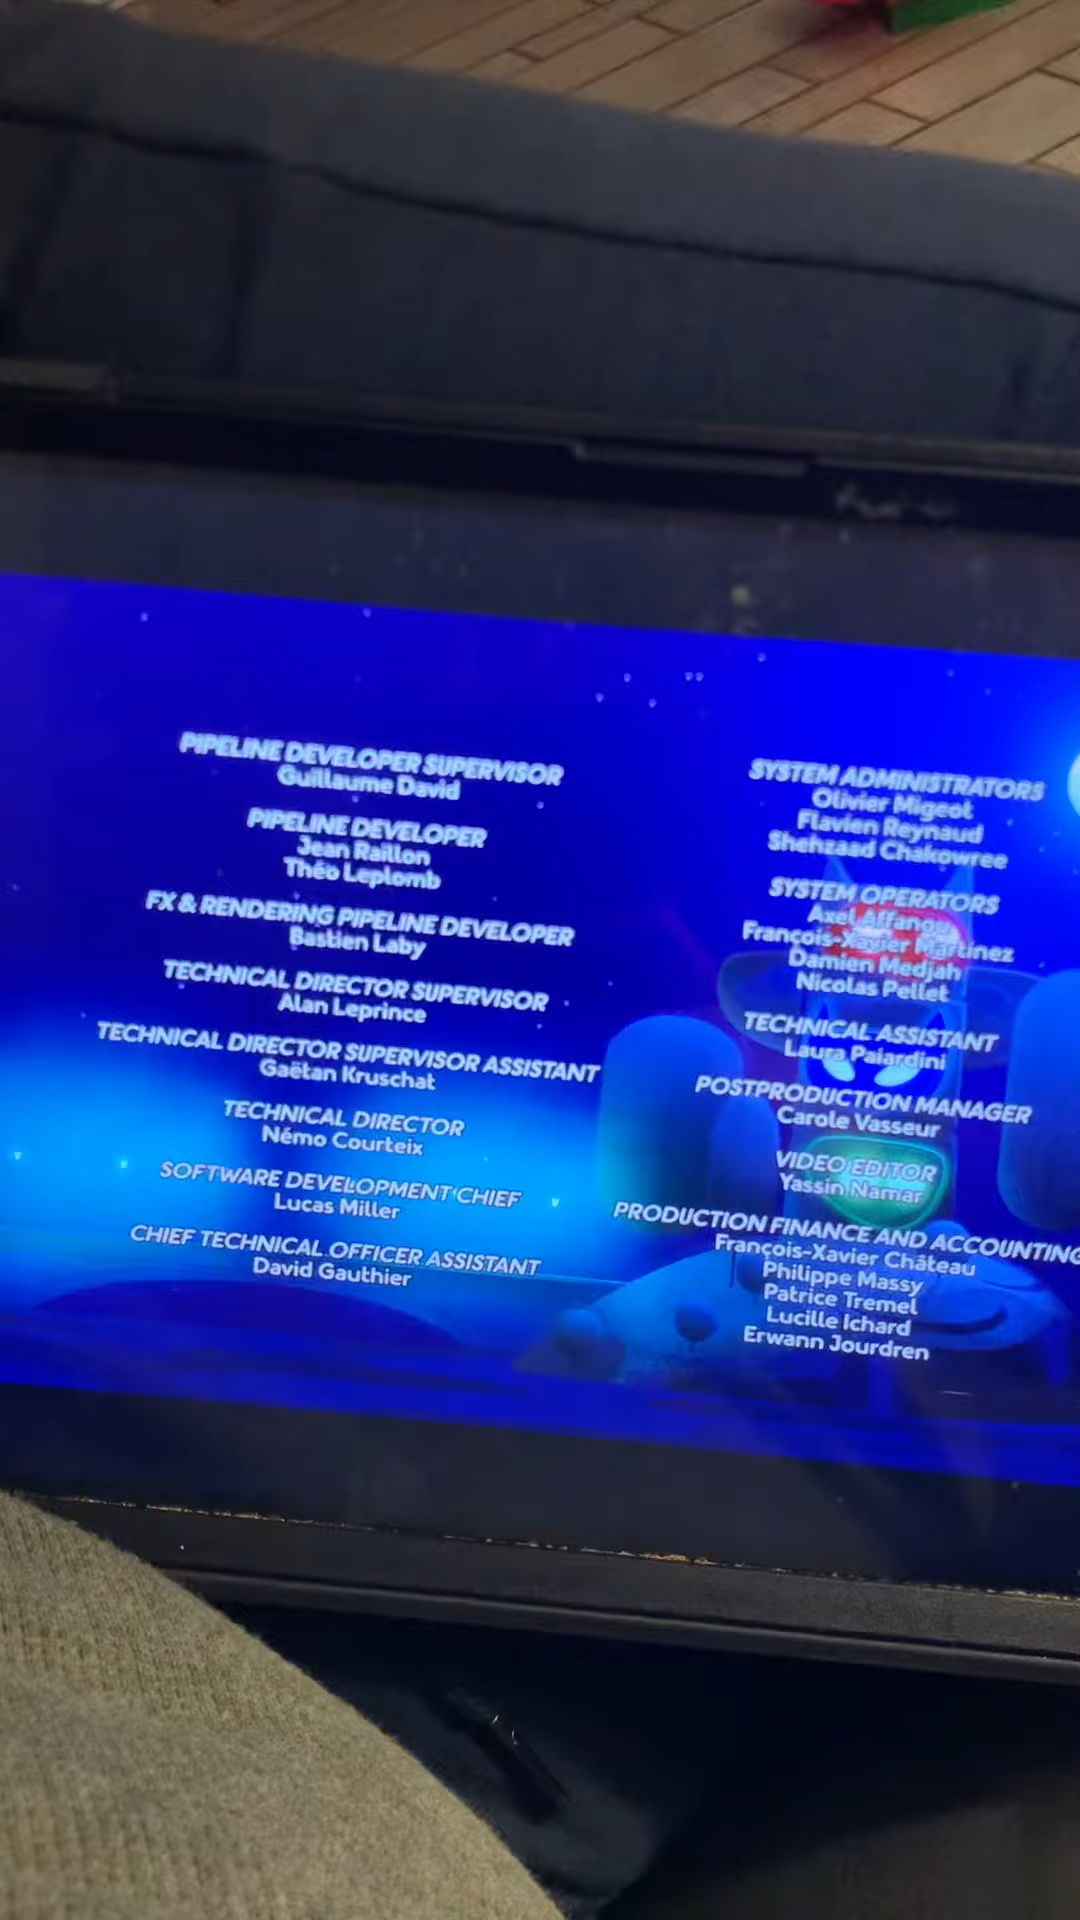 PIPELINE DEVELOPER SUPERVISOR
Guillaume David
PIPELINE DEVELOPER
Jean Raillon
Théo Leplomb
FX & RENDERING PIPELINE DEVELOPER
Bastien Laby
TECHNICAL DIRECTOR SUPERVISOR
Alan Leprince
TECHNICAL DIRECTOR SUPERVISOR ASSISTANT
Gaëtan Kruschat
TECHNICAL DIRECTOR
Némo Courteix
SOFTWARE DEVELOPMENT CHIEF
Lucas Miller
CHIEF TECHNICAL OFFICER ASSISTANT
David Gauthier
SYSTEM ADMINISTRATORS
Olivier Migeot
Flavien Reynaud
Shehzaad Chakowree
SYSTEM OPERATORS
Axel Affanou
François-Xavier Martinez
Damien Medjah
Nicolas Pellet
TECHNICAL ASSISTANT
Laura Paiardini
POSTPRODUCTION MANAGER
Carole Vasseur
VIDEO EDITOR
Yassin Namar
PRODUCTION FINANCE AND ACCOUNTING
François-Xavier Château
Philippe Massy
Patrice Tremel
Lucille Ichard
Erwann Jourdren